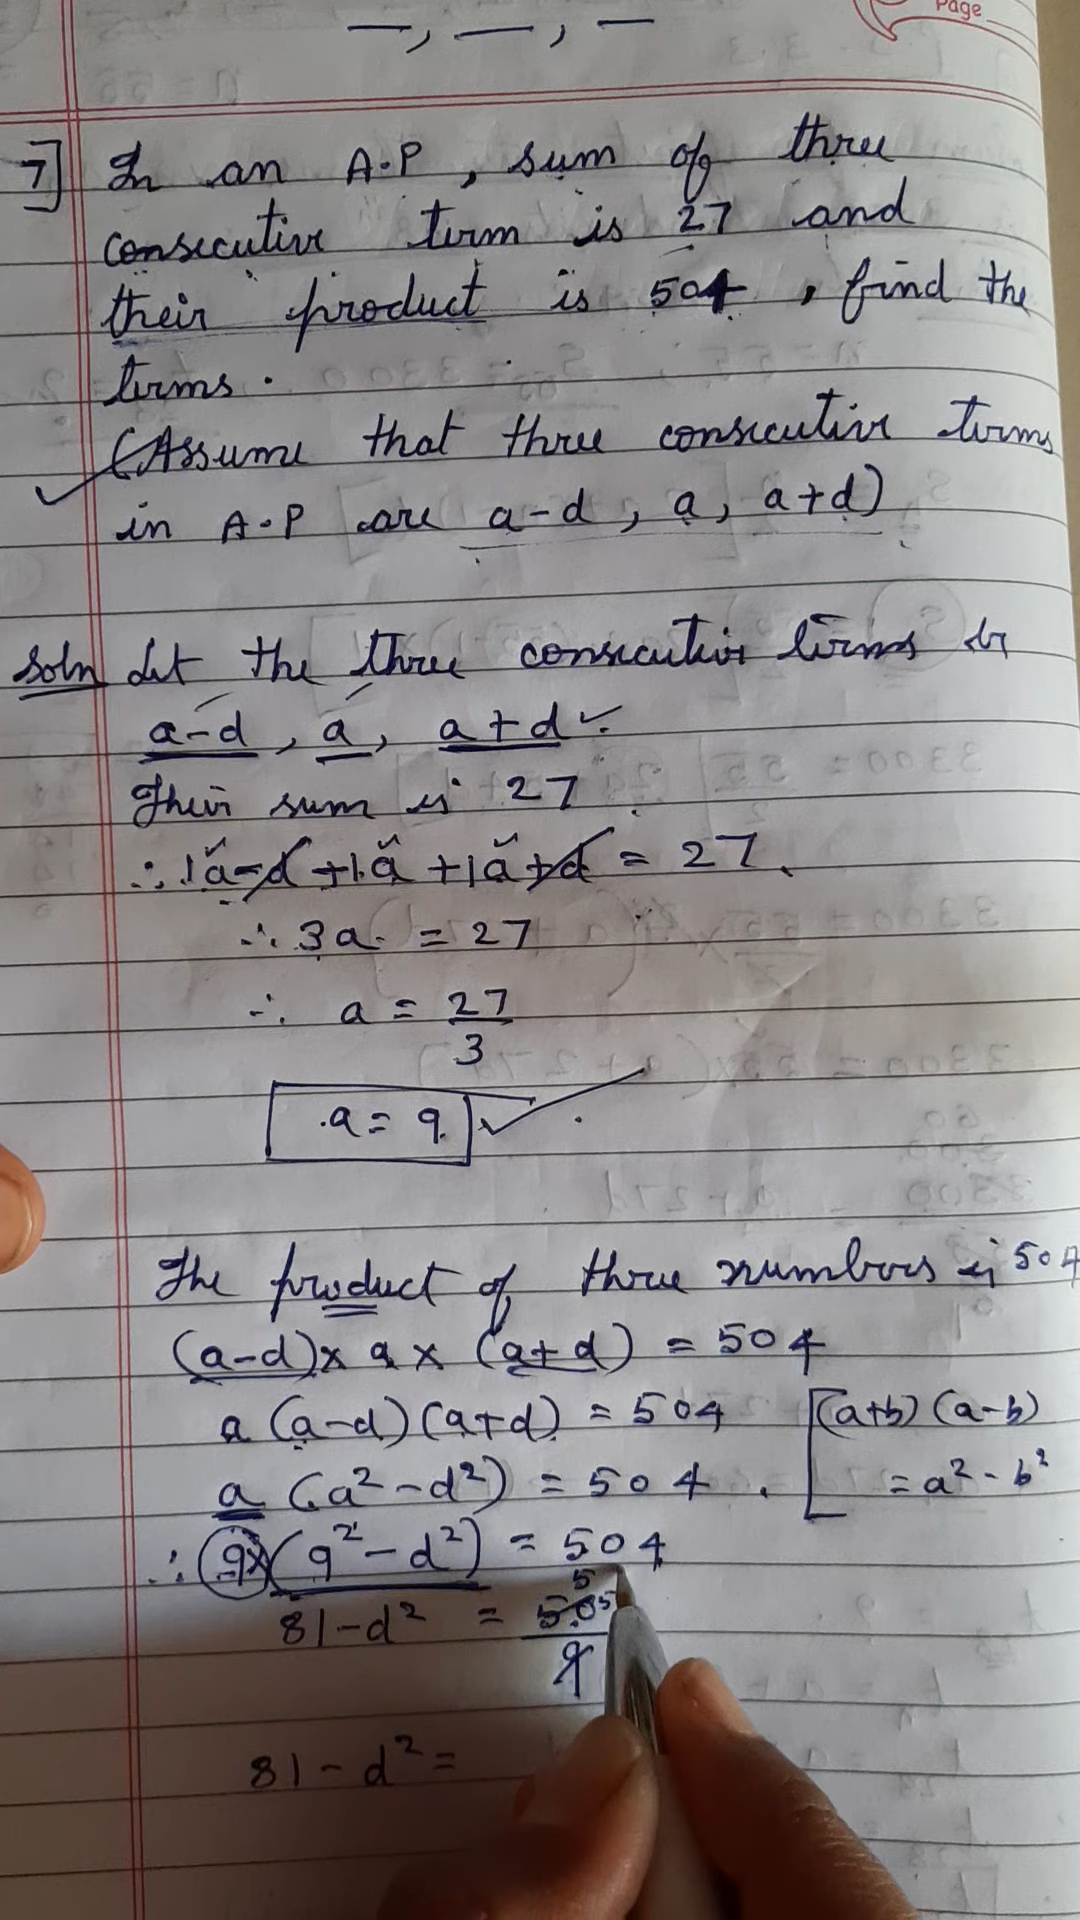 Page
—, —, —
7] In an A.P, sum of three
consecutive term is 27 and
their product is 504, find the
terms.
(Assume that three consecutive terms
in A.P are a-d, a, a+d)
Soln Let the three consecutive terms be
a-d, a, a+d
Their sum is 27
∴ 1a-d+1a+1a+d = 27
∴ 3a = 27
∴ a = 27/3
a = 9
The product of three numbers is 504
(a-d)×a×(a+d) = 504
a(a-d)(a+d) = 504 [(a+b)(a-b)
a(a²-d²) = 504. = a²-b²
∴ 9×(9²-d²) = 504
5
81-d² = 505
9
81-d² =